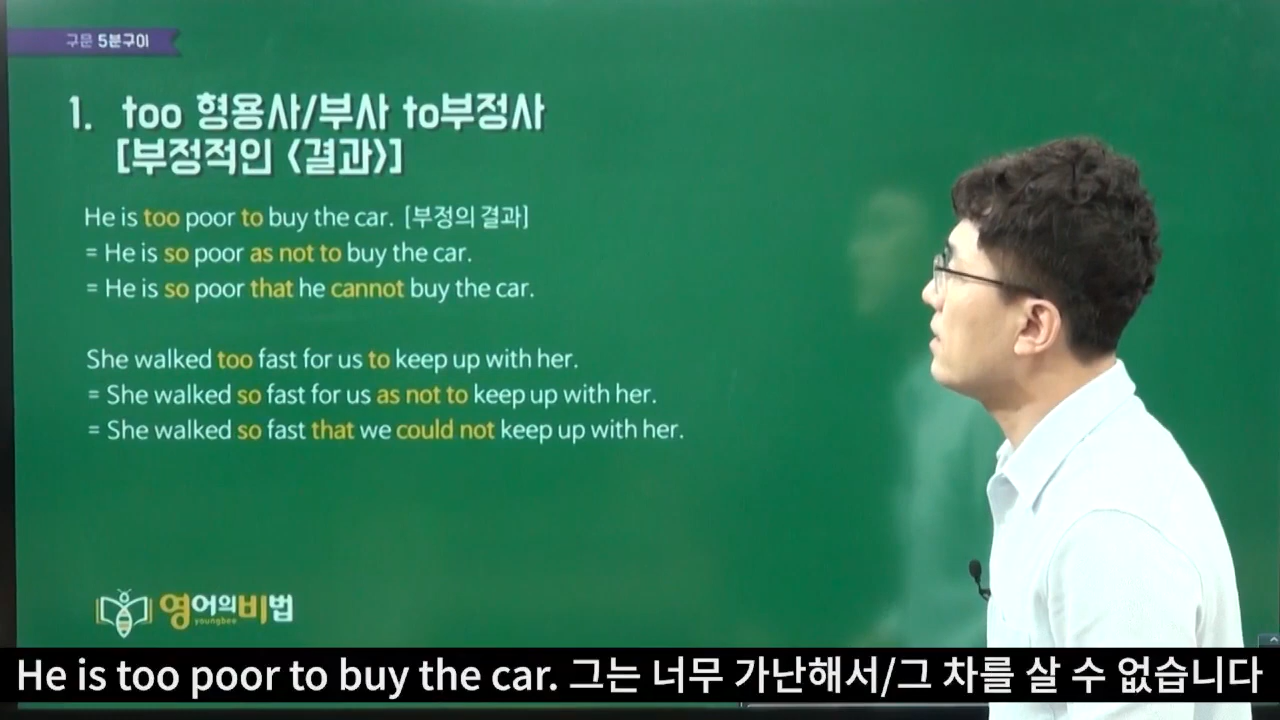 구문 5분구이
1. too 형용사/부사 to부정사
[부정적인 <결과>]
He is too poor to buy the car. [부정의 결과]
= He is so poor as not to buy the car.
= He is so poor that he cannot buy the car.
She walked too fast for us to keep up with her.
= She walked so fast for us as not to keep up with her.
= She walked so fast that we could not keep up with her.
영어의비법
youngbee
He is too poor to buy the car. 그는 너무 가난해서/그 차를 살 수 없습니다